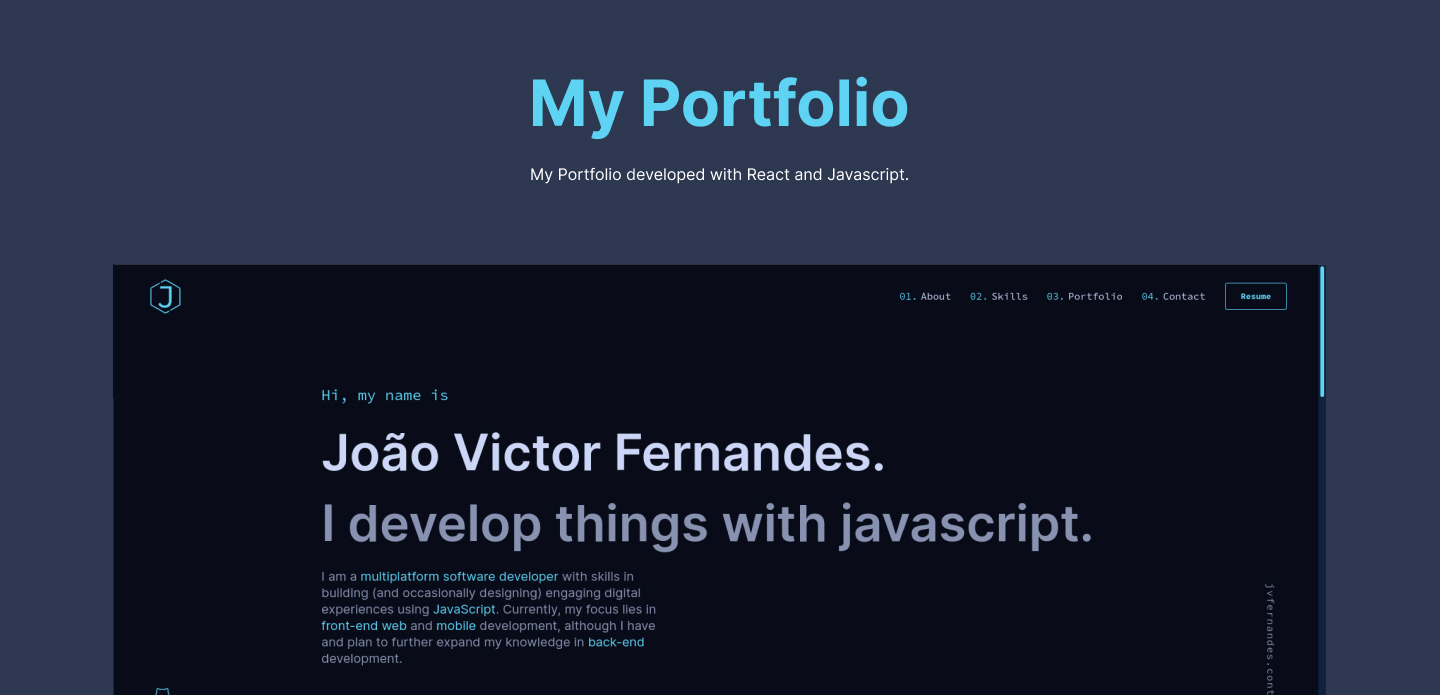 My Portfolio
My Portfolio developed with React and Javascript.
J
01. About 02. Skills 03. Portfolio 04. Contact Resume
Hi, my name is
João Victor Fernandes.
I develop things with javascript.
I am a multiplatform software developer with skills in
building (and occasionally designing) engaging digital
experiences using JavaScript. Currently, my focus lies in
front-end web and mobile development, although I have
and plan to further expand my knowledge in back-end
development.
jvfernandes.cont